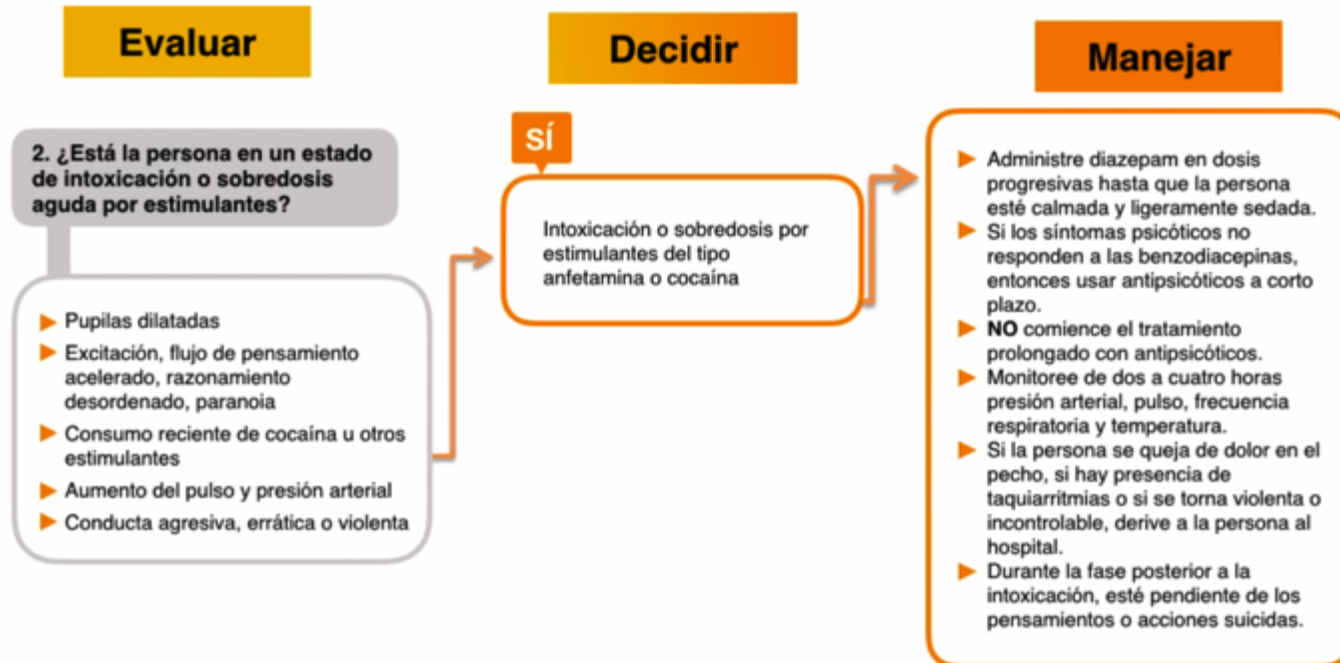 Evaluar
Decidir
Manejar
2. ¿Está la persona en un estado
de intoxicación o sobredosis
aguda por estimulantes?
Pupilas dilatadas
Excitación, flujo de pensamiento
acelerado, razonamiento
desordenado, paranoia
Consumo reciente de cocaína u otros
estimulantes
Aumento del pulso y presión arterial
Conducta agresiva, errática o violenta
SÍ
Intoxicación o sobredosis por
estimulantes del tipo
anfetamina o cocaína
Administre diazepam en dosis
progresivas hasta que la persona
esté calmada y ligeramente sedada.
Si los síntomas psicóticos no
responden a las benzodiacepinas,
entonces usar antipsicóticos a corto
plazo.
NO comience el tratamiento
prolongado con antipsicóticos.
Monitoree de dos a cuatro horas
presión arterial, pulso, frecuencia
respiratoria y temperatura.
Si la persona se queja de dolor en el
pecho, si hay presencia de
taquiarritmias o si se torna violenta o
incontrolable, derive a la persona al
hospital.
Durante la fase posterior a la
intoxicación, esté pendiente de los
pensamientos o acciones suicidas.